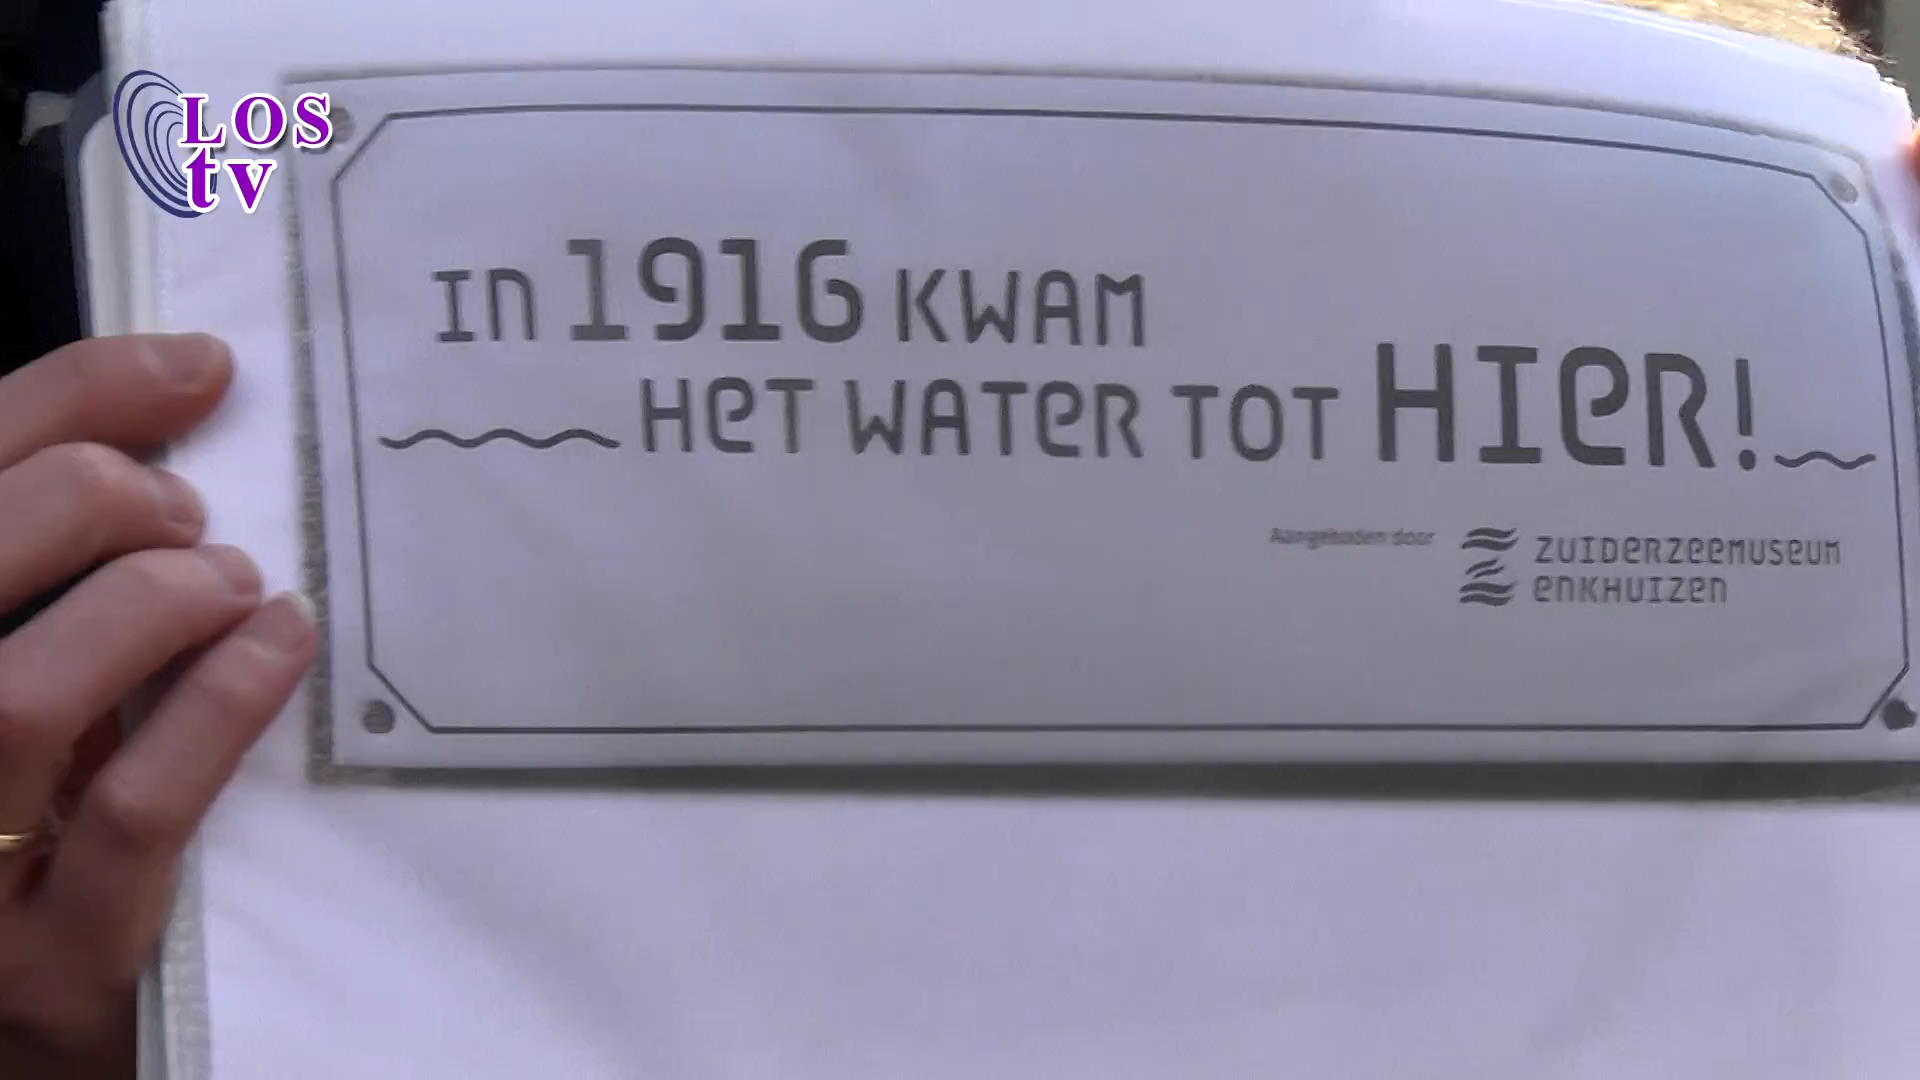 LOS
tv
In 1916 KWAM
HET WATER TOT HIER!
Aangeboden door
ZUIDERZEEMUSEUM
ENKHUIZEN